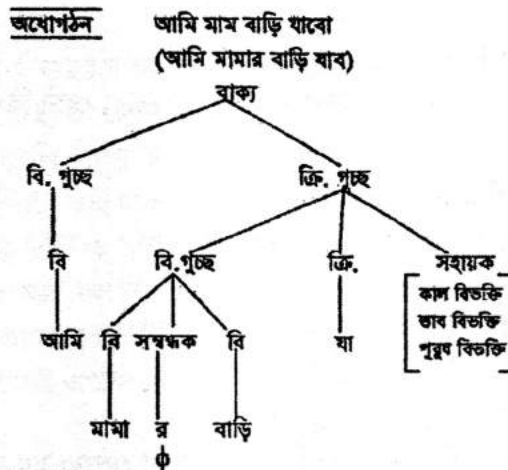 অধোগঠন আমি মাম বাড়ি যাবো
(আমি মামার বাড়ি যাব)
বাক্য
বি. গুচ্ছ ক্রি. গুচ্ছ
বি বি.গুচ্ছ ক্রি. সহায়ক
কাল বিভক্তি
ভাব বিভক্তি
পুরুষ বিভক্তি
আমি বি সম্বন্ধক বি যা
মামা র বাড়ি
ф